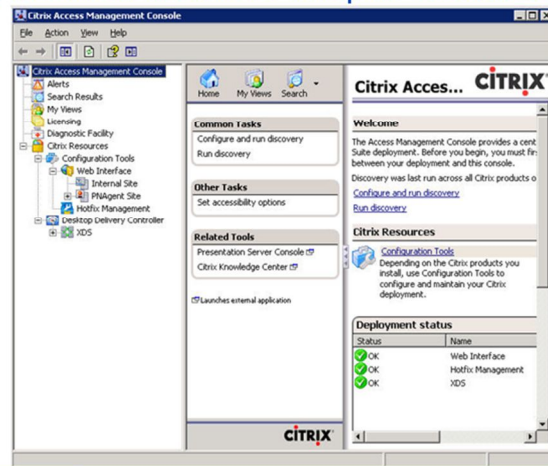 Citrix Access Management Console
File Action View Help
Citrix Access Management Console
Alerts
Search Results
My Views
Licensing
Diagnostic Facility
Citrix Resources
Configuration Tools
Web Interface
Internal Site
PNAgent Site
Hotfix Management
Desktop Delivery Controller
XDS
Home My Views Search
Common Tasks
Configure and run discovery
Run discovery
Other Tasks
Set accessibility options
Related Tools
Presentation Server Console
Citrix Knowledge Center
Launches external application
CITRIX
Citrix Acces... CITRIX
Welcome
The Access Management Console provides a cent
Suite deployment. Before you begin, you must fir
between your deployment and this console.
Discovery was last run across all Citrix products o
Configure and run discovery
Run discovery
Citrix Resources
Configuration Tools
Depending on
the Citrix products you
install, use Configuration Tools to
configure and maintain your Citrix
deployment.
Deployment status
Status Name
OK Web Interface
OK Hotfix Management
OK XDS